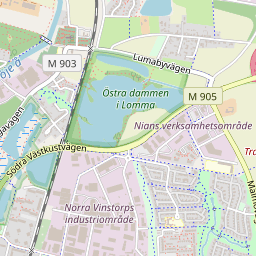 M 903
Lumabyvägen
Östra dammen
i Lomma
M 905
Nians verksamhetsområde
Södra Västkustvägen
Norra Vinstorps
industriområde